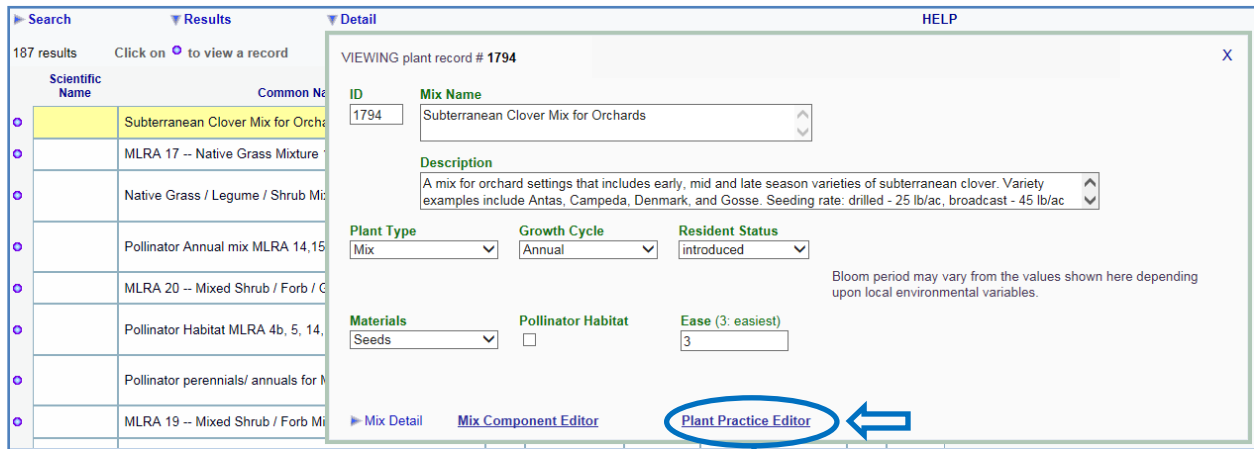 Search Results Detail HELP
187 results Click on to view a record
VIEWING plant record # 1794 X
Scientific Name
Common Na
ID Mix Name
1794 Subterranean Clover Mix for Orchards
Description
A mix for orchard settings that includes early, mid and late season varieties of subterranean clover. Variety
examples include Antas, Campeda, Denmark, and Gosse. Seeding rate: drilled - 25 lb/ac, broadcast - 45 lb/ac
Plant Type Growth Cycle Resident Status
Mix Annual introduced
Bloom period may vary from the values shown here depending
upon local environmental variables.
Materials Pollinator Habitat Ease (3: easiest)
Seeds 3
Mix Detail Mix Component Editor Plant Practice Editor
Subterranean Clover Mix for Orcha
MLRA 17 -- Native Grass Mixture
Native Grass / Legume / Shrub Mi
Pollinator Annual mix MLRA 14,15
MLRA 20 -- Mixed Shrub / Forb / G
Pollinator Habitat MLRA 4b, 5, 14,
Pollinator perennials/ annuals for M
MLRA 19 -- Mixed Shrub / Forb Mi